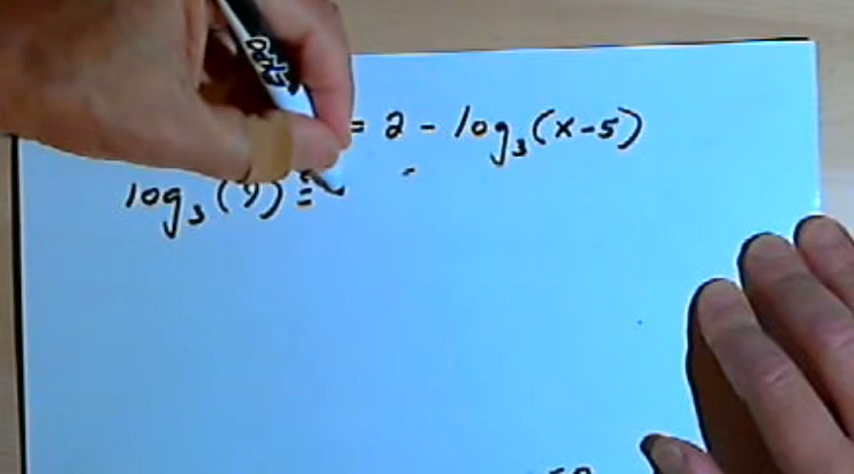 = 2 - log₃(x-5)
log₃(9) =